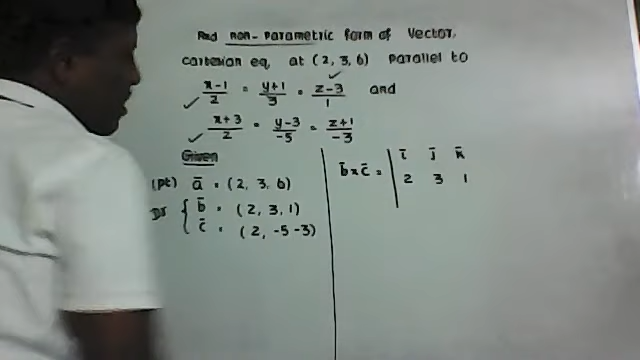 Find non-parametric form of Vector,
cartesian eq at (2, 3, 6) Parallel to
x-1/2 = y+1/3 = z-3/1 and
x+3/2 = y-3/-5 = z+1/-3
Given
(pt) a̅ = (2, 3, 6)
b̅ = (2, 3, 1)
c̅ = (2, -5 -3)
b̅ × c̅ = | i̅ j̅ k̅
2 3 1